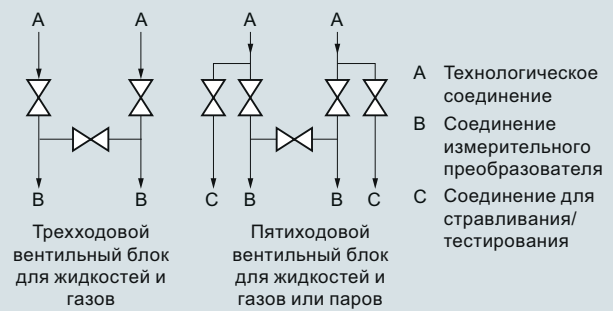 A A A A
B B C B B C
Трехходовой
вентильный блок
для жидкостей и
газов
Пятиходовой
вентильный блок
для жидкостей и
газов или паров
A Технологическое
соединение
B Соединение
измерительного
преобразователя
C Соединение для
стравливания/
тестирования